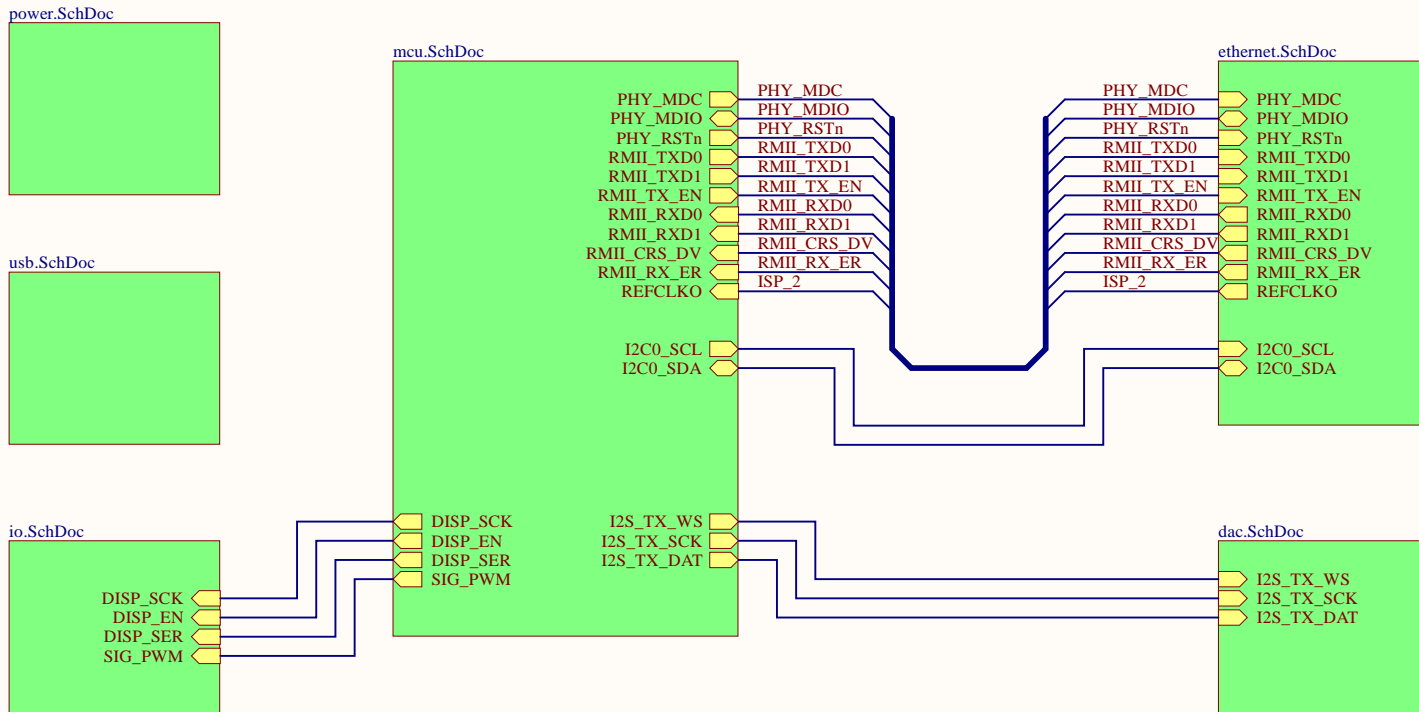 power.SchDoc
usb.SchDoc
io.SchDoc
DISP_SCK
DISP_EN
DISP_SER
SIG_PWM
mcu.SchDoc
PHY_MDC
PHY_MDIO
PHY_RSTn
RMII_TXD0
RMII_TXD1
RMII_TX_EN
RMII_RXD0
RMII_RXD1
RMII_CRS_DV
RMII_RX_ER
REFCLKO
I2C0_SCL
I2C0_SDA
DISP_SCK
DISP_EN
DISP_SER
SIG_PWM
I2S_TX_WS
I2S_TX_SCK
I2S_TX_DAT
PHY_MDC
PHY_MDIO
PHY_RSTn
RMII_TXD0
RMII_TXD1
RMII_TX_EN
RMII_RXD0
RMII_RXD1
RMII_CRS_DV
RMII_RX_ER
ISP_2
PHY_MDC
PHY_MDIO
PHY_RSTn
RMII_TXD0
RMII_TXD1
RMII_TX_EN
RMII_RXD0
RMII_RXD1
RMII_CRS_DV
RMII_RX_ER
ISP_2
ethernet.SchDoc
PHY_MDC
PHY_MDIO
PHY_RSTn
RMII_TXD0
RMII_TXD1
RMII_TX_EN
RMII_RXD0
RMII_RXD1
RMII_CRS_DV
RMII_RX_ER
REFCLKO
I2C0_SCL
I2C0_SDA
dac.SchDoc
I2S_TX_WS
I2S_TX_SCK
I2S_TX_DAT